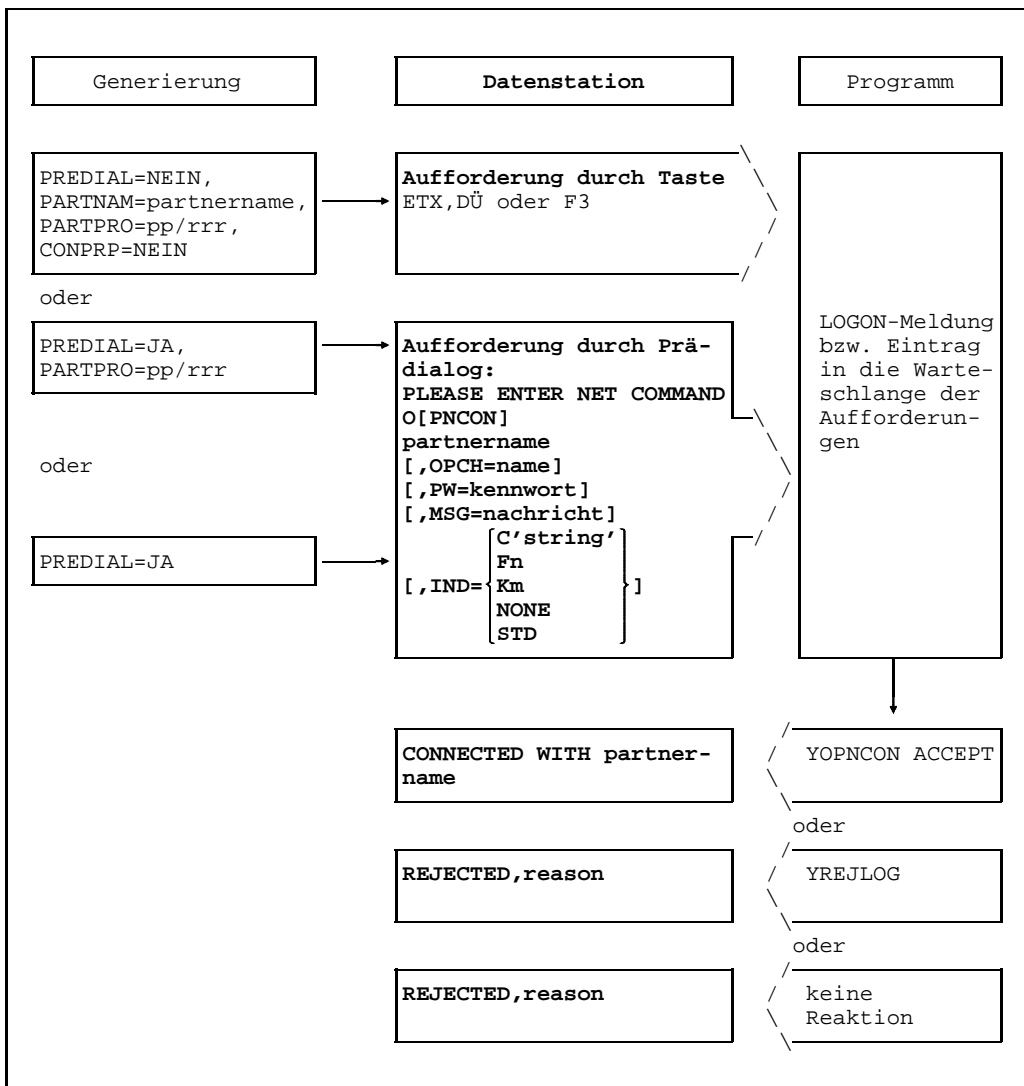 Generierung
Datenstation
Programm
PREDIAL=NEIN,
PARTNAM=partnername,
PARTPRO=pp/rrr,
CONPRP=NEIN
Aufforderung durch Taste
ETX,DÜ oder F3
oder
PREDIAL=JA,
PARTPRO=pp/rrr
oder
PREDIAL=JA
Aufforderung durch Prä-
dialog:
PLEASE ENTER NET COMMAND
O[PNCON]
partnername
[,OPCH=name]
[,PW=kennwort]
[,MSG=nachricht]
C'string'
Fn
[,IND={Km}]
NONE
STD
LOGON-Meldung
bzw. Eintrag
in die Warte-
schlange der
Aufforderun-
gen
CONNECTED WITH partner-
name
YOPNCON ACCEPT
oder
REJECTED,reason
YREJLOG
oder
REJECTED,reason
keine
Reaktion